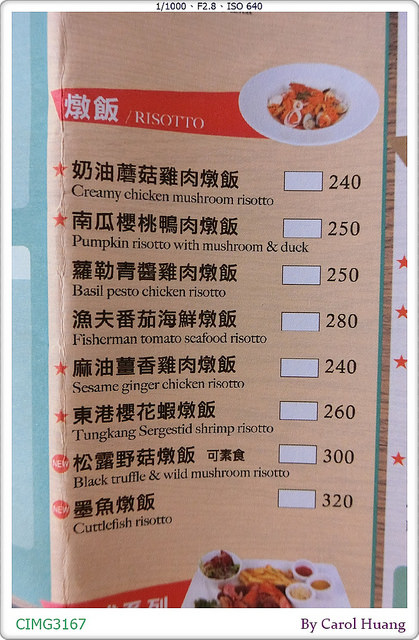 1/1000、F2.8、ISO 640
燉飯 / RISOTTO
★ 奶油蘑菇雞肉燉飯 240
Creamy chicken mushroom risotto
★ 南瓜櫻桃鴨肉燉飯 250
Pumpkin risotto with mushroom & duck
蘿勒青醬雞肉燉飯 250
Basil pesto chicken risotto
漁夫番茄海鮮燉飯 280
Fisherman tomato seafood risotto
★ 麻油薑香雞肉燉飯 240
Sesame ginger chicken risotto
★ 東港櫻花蝦燉飯 260
Tungkang Sergestid shrimp risotto
NEW 松露野菇燉飯 可素食 300
Black truffle & wild mushroom risotto
NEW 墨魚燉飯 320
Cuttlefish risotto
系列
CIMG3167
By Carol Huang